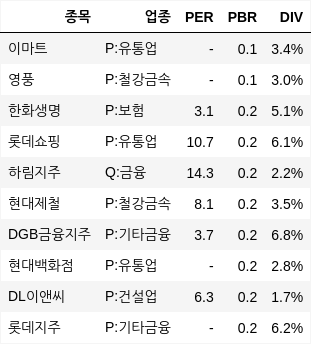 종목 업종 PER PBR DIV
이마트 P:유통업 - 0.1 3.4%
영풍 P:철강금속 - 0.1 3.0%
한화생명 P:보험 3.1 0.2 5.1%
롯데쇼핑 P:유통업 10.7 0.2 6.1%
하림지주 Q:금융 14.3 0.2 2.2%
현대제철 P:철강금속 8.1 0.2 3.5%
DGB금융지주 P:기타금융 3.7 0.2 6.8%
현대백화점 P:유통업 - 0.2 2.8%
DL이앤씨 P:건설업 6.3 0.2 1.7%
롯데지주 P:기타금융 - 0.2 6.2%